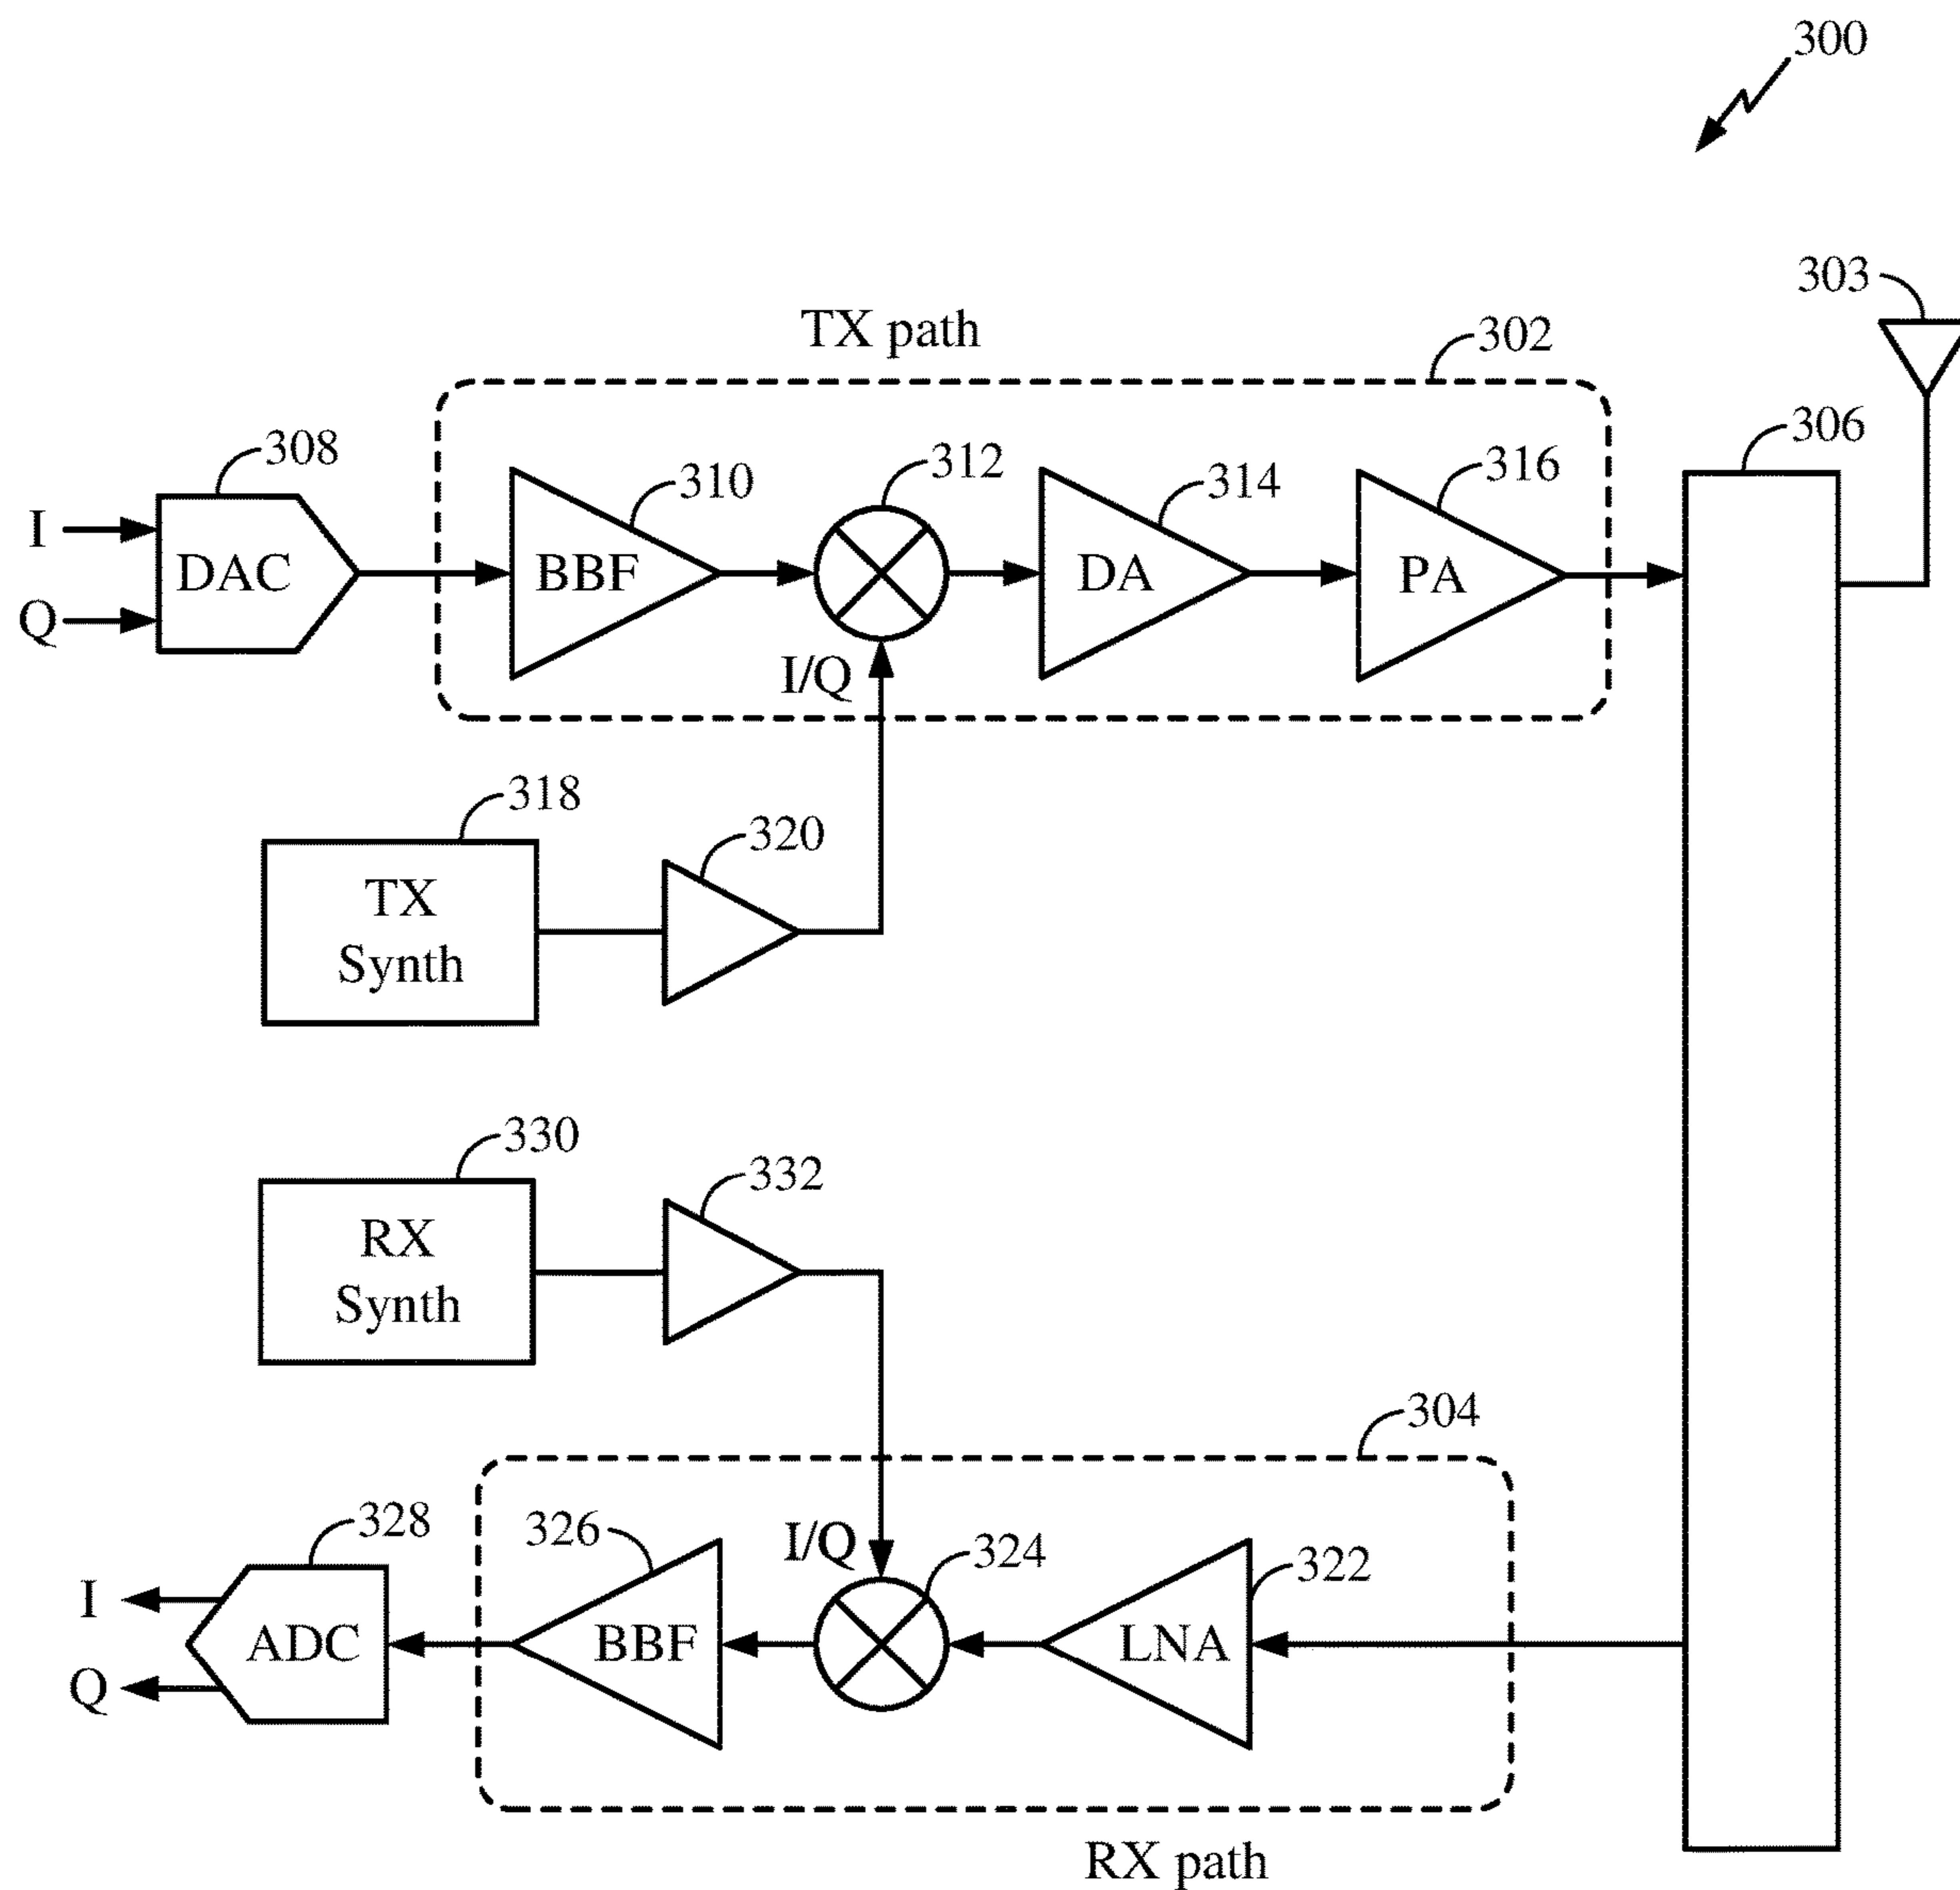 300
303
TX path
302
306
308
310
312
314
316
I
DAC
BBF
DA
PA
Q
I/Q
318
320
TX
Synth
330
332
RX
Synth
304
328
326
I/Q
324
322
I
ADC
BBF
LNA
Q
RX path